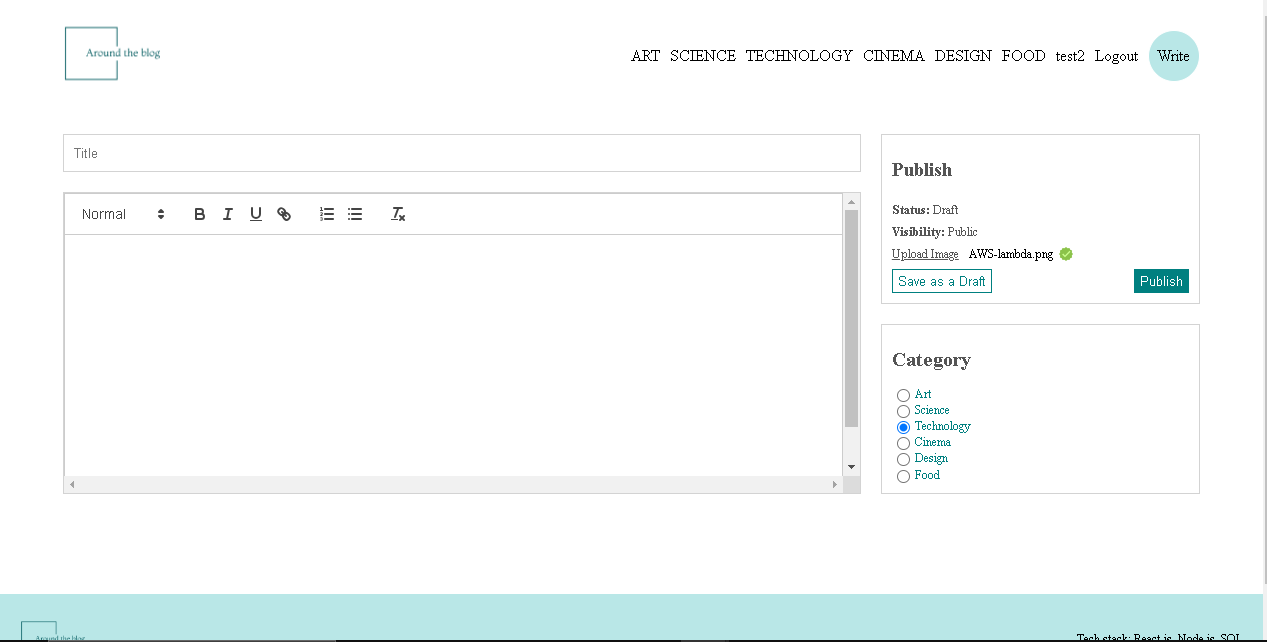 Around the blog
ART SCIENCE TECHNOLOGY CINEMA DESIGN FOOD test2 Logout Write
Title
Normal
Publish
Status: Draft
Visibility: Public
Upload Image AWS-lambda.png
Save as a Draft Publish
Category
Art
Science
Technology
Cinema
Design
Food
Around the blog
Tech stack: React.js, Node.js, SQL